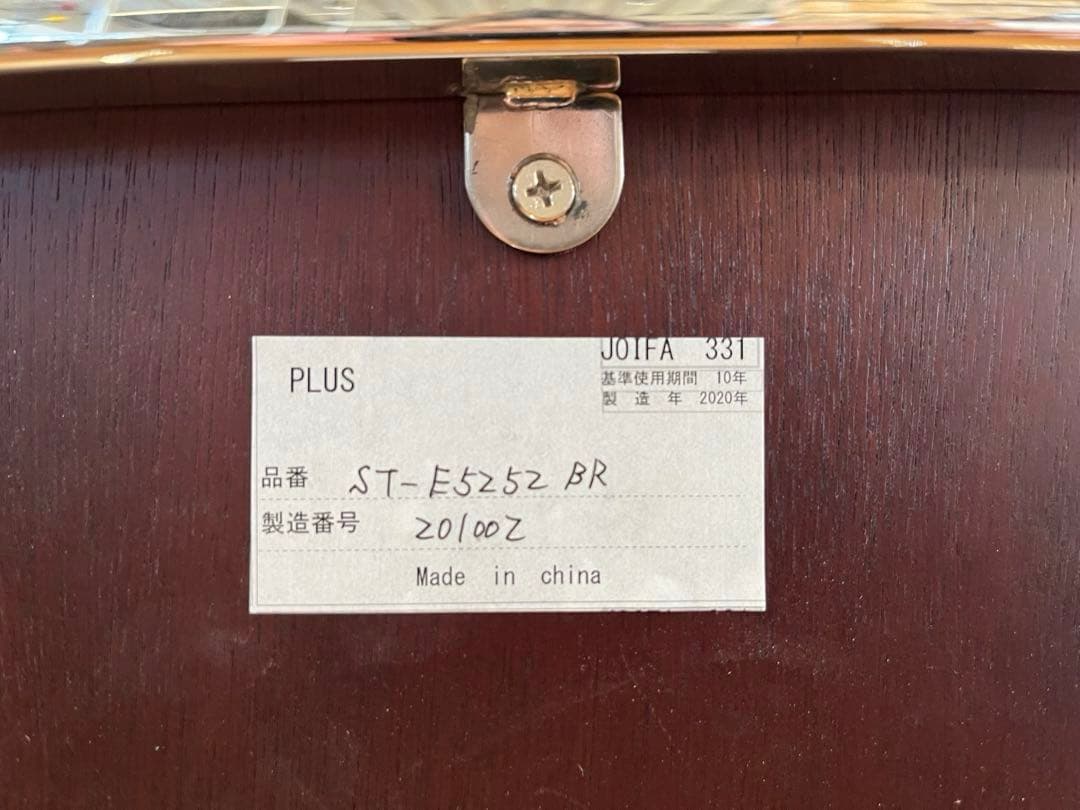 PLUS
JOIFA 331
基準使用期間 10年
製造年 2020年
品番 ST-E5252 BR
製造番号 20100Z
Made in china